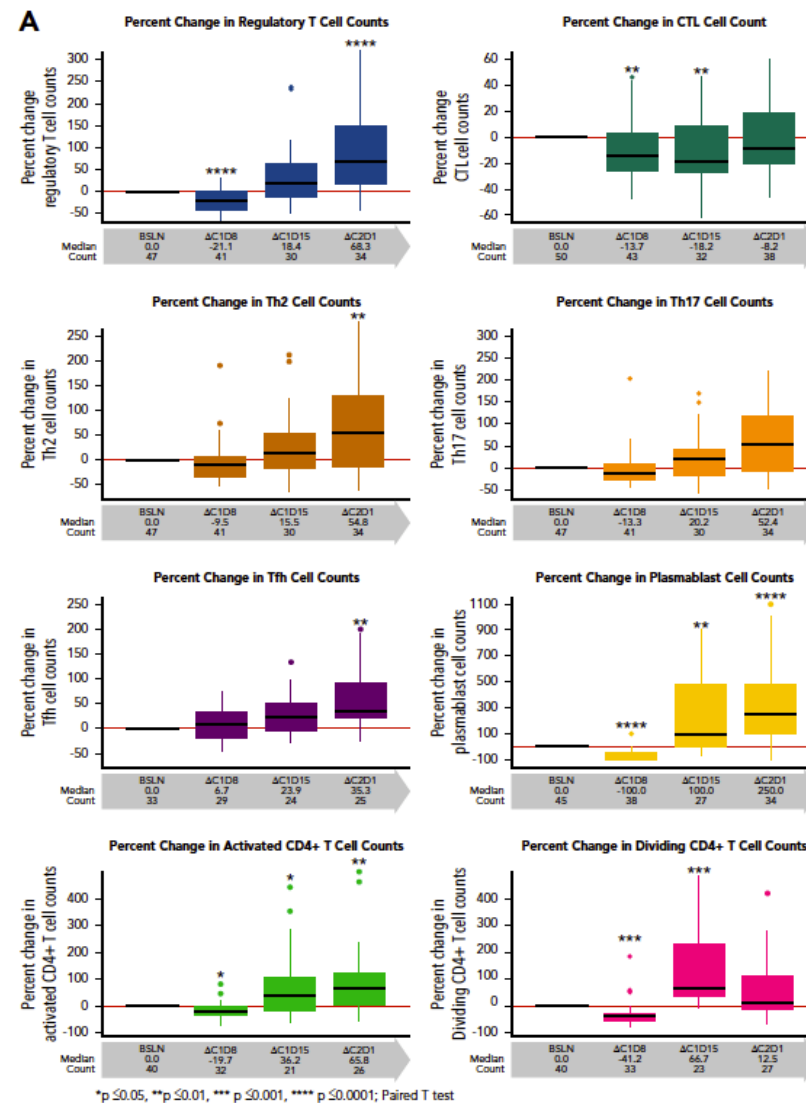 A
Percent Change in Regulatory T Cell Counts
Percent change
regulatory T cell counts
300
250
200
150
100
50
0
-50
****
****
BSLN ΔC1D8 ΔC1D15 ΔC2D1
Median 0.0 -21.1 18.4 68.3
Count 47 41 30 34
Percent Change in CTL Cell Count
Percent change
CTLcell counts
60
40
20
0
-20
-40
-60
** **
BSLN ΔC1D8 ΔC1D15 ΔC2D1
Median 0.0 -13.7 -18.2 -8.2
Count 50 43 32 38
Percent Change in Th2 Cell Counts
Percent change in
Th2 cell counts
250
200
150
100
50
0
-50
**
BSLN ΔC1D8 ΔC1D15 ΔC2D1
Median 0.0 -9.5 15.5 54.8
Count 47 41 30 34
Percent Change in Th17 Cell Counts
Percent change in
Th17 cell counts
300
250
200
150
100
50
0
-50
BSLN ΔC1D8 ΔC1D15 ΔC2D1
Median 0.0 -13.3 20.2 52.4
Count 47 41 30 34
Percent Change in Tfh Cell Counts
Percent change in
Tfh cell counts
250
200
150
100
50
0
-50
**
BSLN ΔC1D8 ΔC1D15 ΔC2D1
Median 0.0 6.7 23.9 35.3
Count 33 29 24 25
Percent Change in Plasmablast Cell Counts
Percent change in
plasmablast cell counts
1100
900
700
500
300
100
-100
****
**
****
BSLN ΔC1D8 ΔC1D15 ΔC2D1
Median 0.0 -100.0 100.0 250.0
Count 45 38 27 34
Percent Change in Activated CD4+ T Cell Counts
Percent change in
activated CD4+ T cell counts
400
300
200
100
0
-100
*
*
**
BSLN ΔC1D8 ΔC1D15 ΔC2D1
Median 0.0 -19.7 36.2 65.8
Count 40 32 21 26
Percent Change in Dividing CD4+ T Cell Counts
Percent change in
Dividing CD4+ T cell counts
400
300
200
100
0
-100
***
***
BSLN ΔC1D8 ΔC1D15 ΔC2D1
Median 0.0 -41.2 66.7 12.5
Count 40 33 23 27
*p ≤0.05, **p ≤0.01, *** p ≤0.001, **** p ≤0.0001; Paired T test